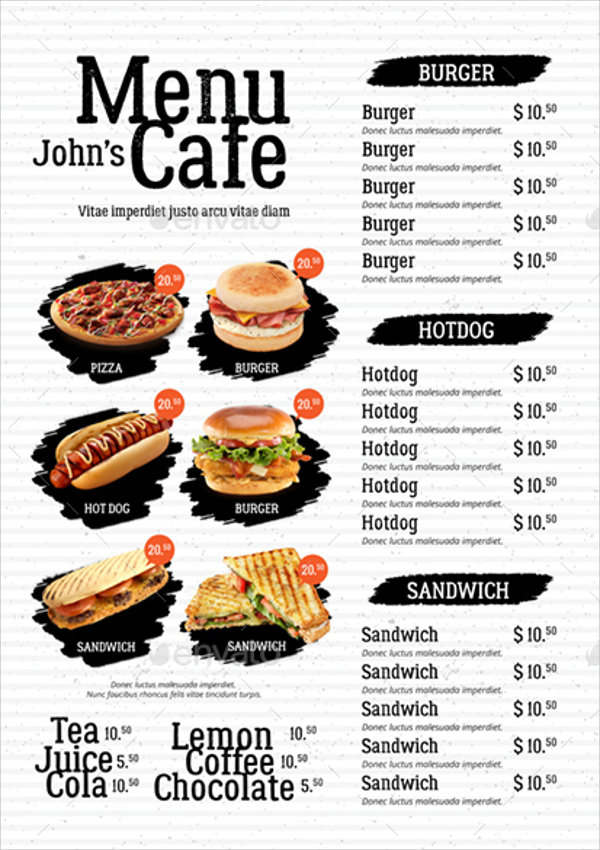 Menu
John's Cafe
Vitae imperdiet justo arcu vitae diam
20.50
PIZZA
20.50
BURGER
20.50
HOT DOG
20.50
BURGER
20.50
SANDWICH
20.50
SANDWICH
Donec luctus malesuada imperdiet.
Nunc faucibus rhoncus felis vitae tincidunt turpis.
Tea 10.50
Juice 5.50
Cola 10.50
Lemon 10.50
Coffee 10.50
Chocolate 5.50
BURGER
Burger $10.50
Donec luctus malesuada imperdiet.
Burger $10.50
Donec luctus malesuada imperdiet.
Burger $10.50
Donec luctus malesuada imperdiet.
Burger $10.50
Donec luctus malesuada imperdiet.
Burger $10.50
Donec luctus malesuada imperdiet.
HOTDOG
Hotdog $10.50
Donec luctus malesuada imperdiet.
Hotdog $10.50
Donec luctus malesuada imperdiet.
Hotdog $10.50
Donec luctus malesuada imperdiet.
Hotdog $10.50
Donec luctus malesuada imperdiet.
Hotdog $10.50
Donec luctus malesuada imperdiet.
SANDWICH
Sandwich $10.50
Donec luctus malesuada imperdiet.
Sandwich $10.50
Donec luctus malesuada imperdiet.
Sandwich $10.50
Donec luctus malesuada imperdiet.
Sandwich $10.50
Donec luctus malesuada imperdiet.
Sandwich $10.50
Donec luctus malesuada imperdiet.
envato
envato